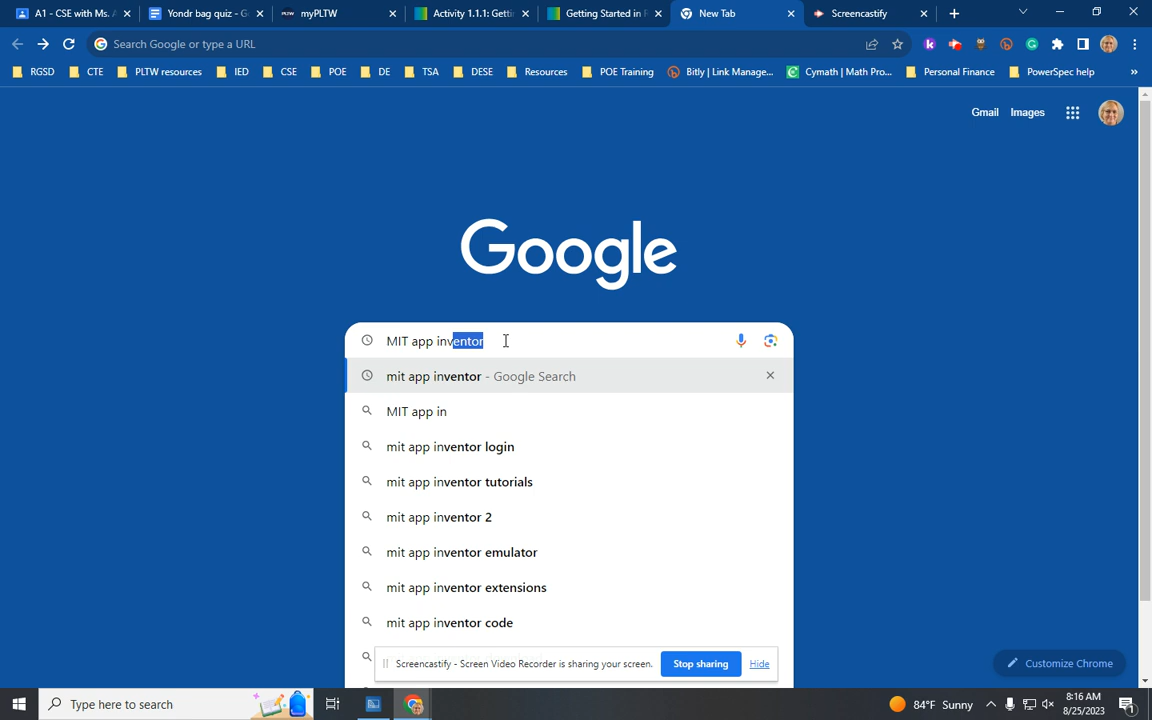 A1 - CSE with Ms. A
Yondr bag quiz - G
myPLTW
Activity 1.1.1: Getti
Getting Started in
New Tab
Screencastify
Search Google or type a URL
RGSD
CTE
PLTW resources
IED
CSE
POE
DE
TSA
DESE
Resources
POE Training
Bitly | Link Manage...
Cymath | Math Pro...
Personal Finance
PowerSpec help
»
Gmail
Images
Google
MIT app inventor
mit app inventor - Google Search
MIT app in
mit app inventor login
mit app inventor tutorials
mit app inventor 2
mit app inventor emulator
mit app inventor extensions
mit app inventor code
Screencastify - Screen Video Recorder is sharing your screen.
Stop sharing
Hide
Customize Chrome
Type here to search
84°F Sunny
8:16 AM
8/25/2023
1